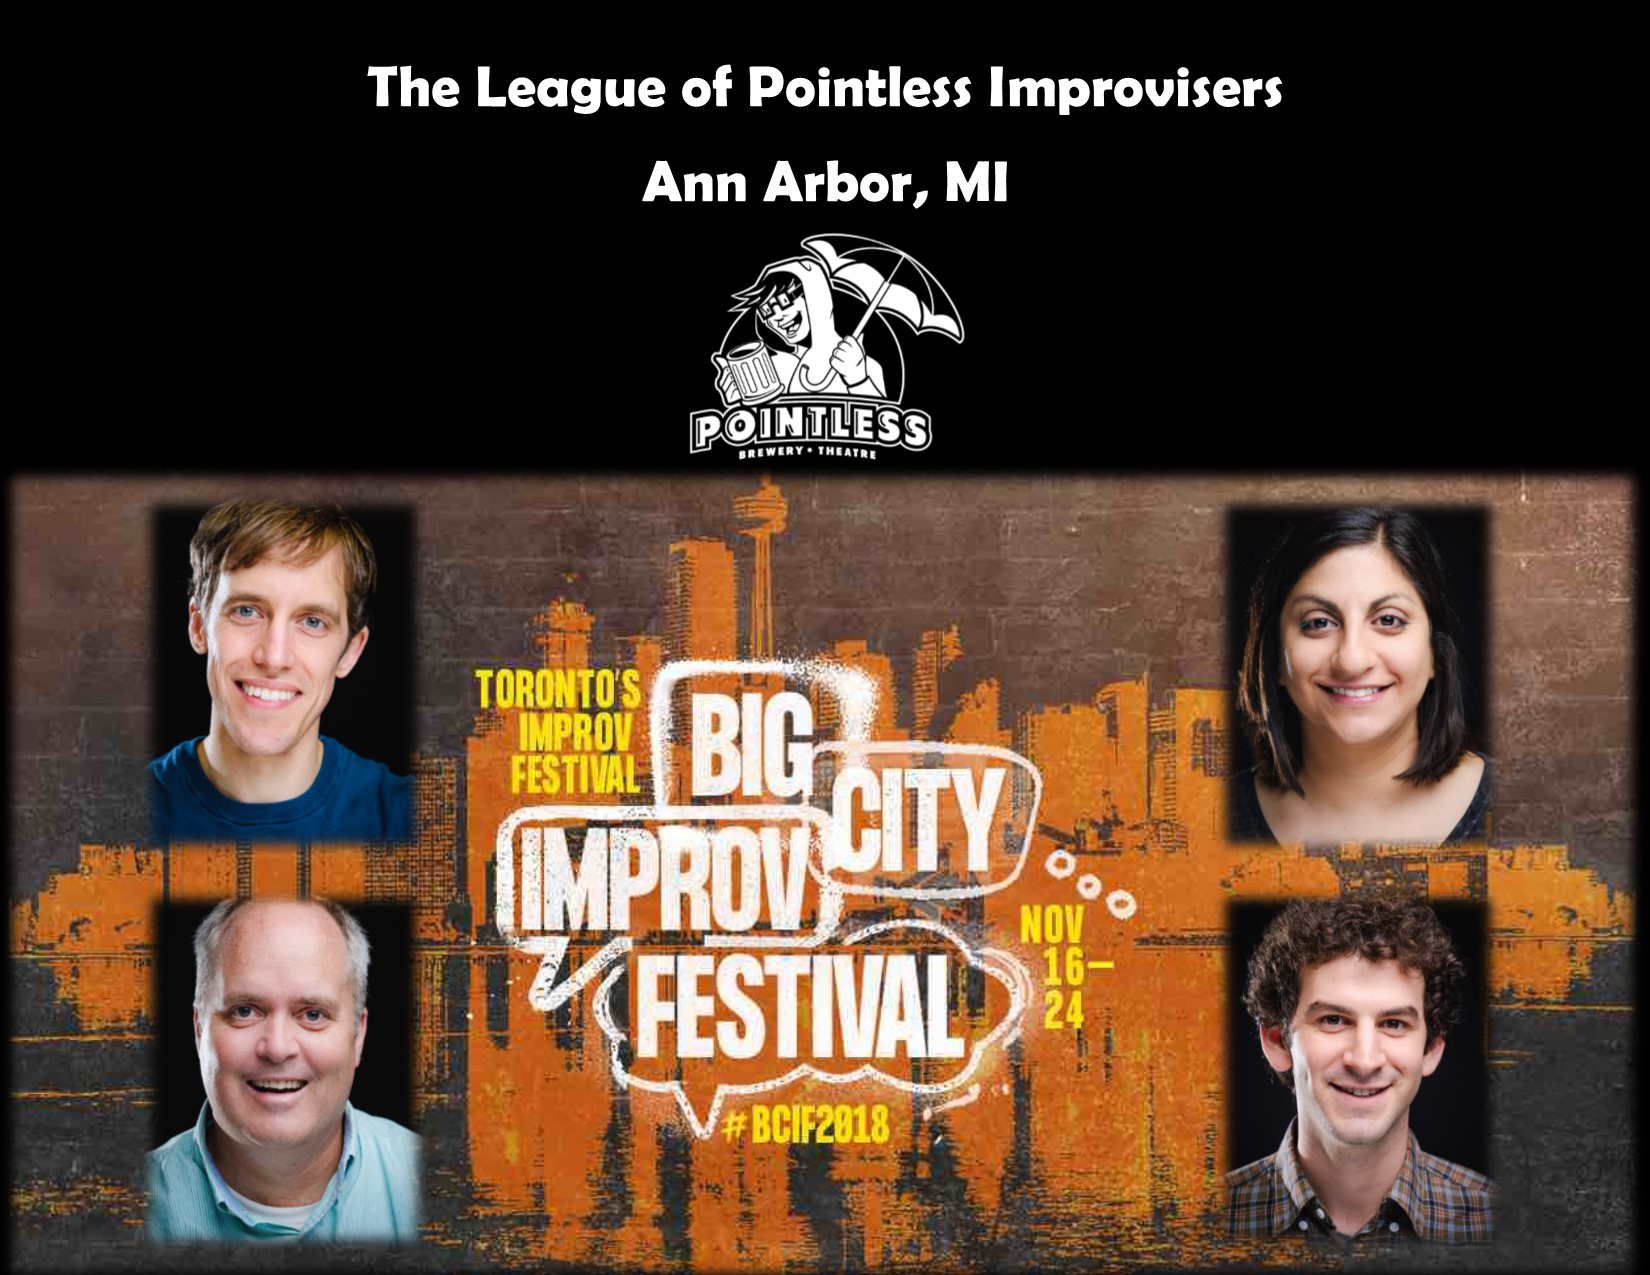 The League of Pointless Improvisers
Ann Arbor, MI
POINTLESS
BREWERY • THEATRE
TORONTO'S
IMPROV
FESTIVAL
BIG
CITY
IMPROV
FESTIVAL
NOV
16–
24
#BCIF2018